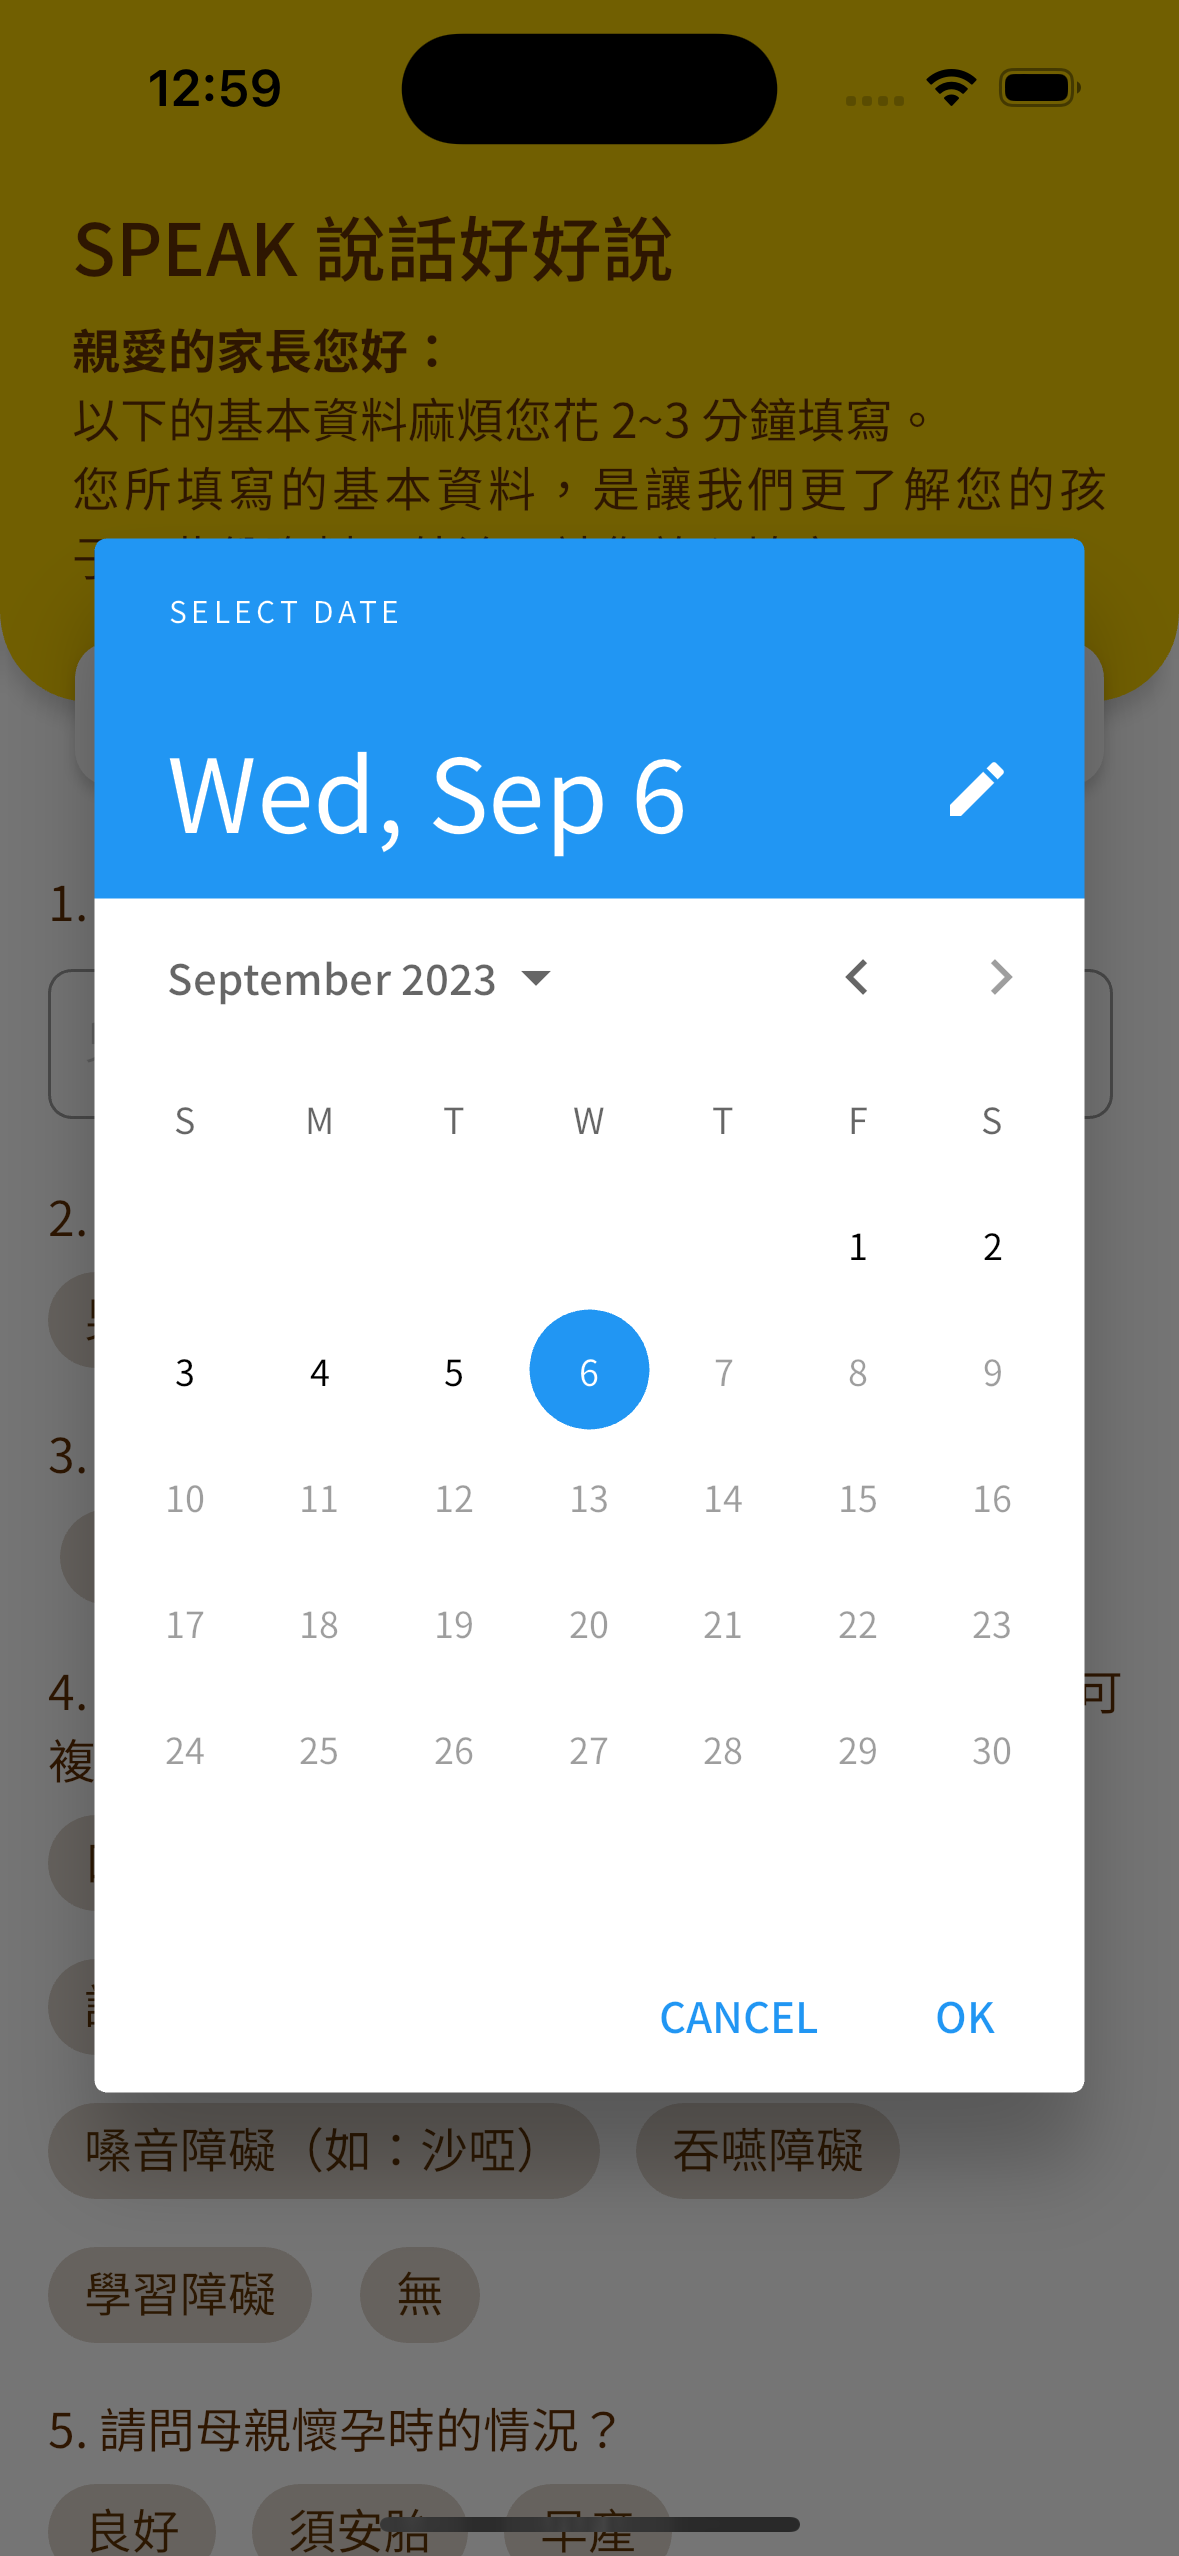 12:59
SPEAK 說話好好說
親愛的家長您好：
以下的基本資料麻煩您花 2~3 分鐘填寫。
您所填寫的基本資料，是讓我們更了解您的孩
SELECT DATE
Wed, Sep 6
September 2023
S M T W T F S
1 2
3 4 5 6 7 8 9
10 11 12 13 14 15 16
17 18 19 20 21 22 23
24 25 26 27 28 29 30
CANCEL OK
1.
2.
3.
4. 可
複
嗓音障礙（如：沙啞） 吞嚥障礙
學習障礙 無
5. 請問母親懷孕時的情況？
良好 須安胎 早產